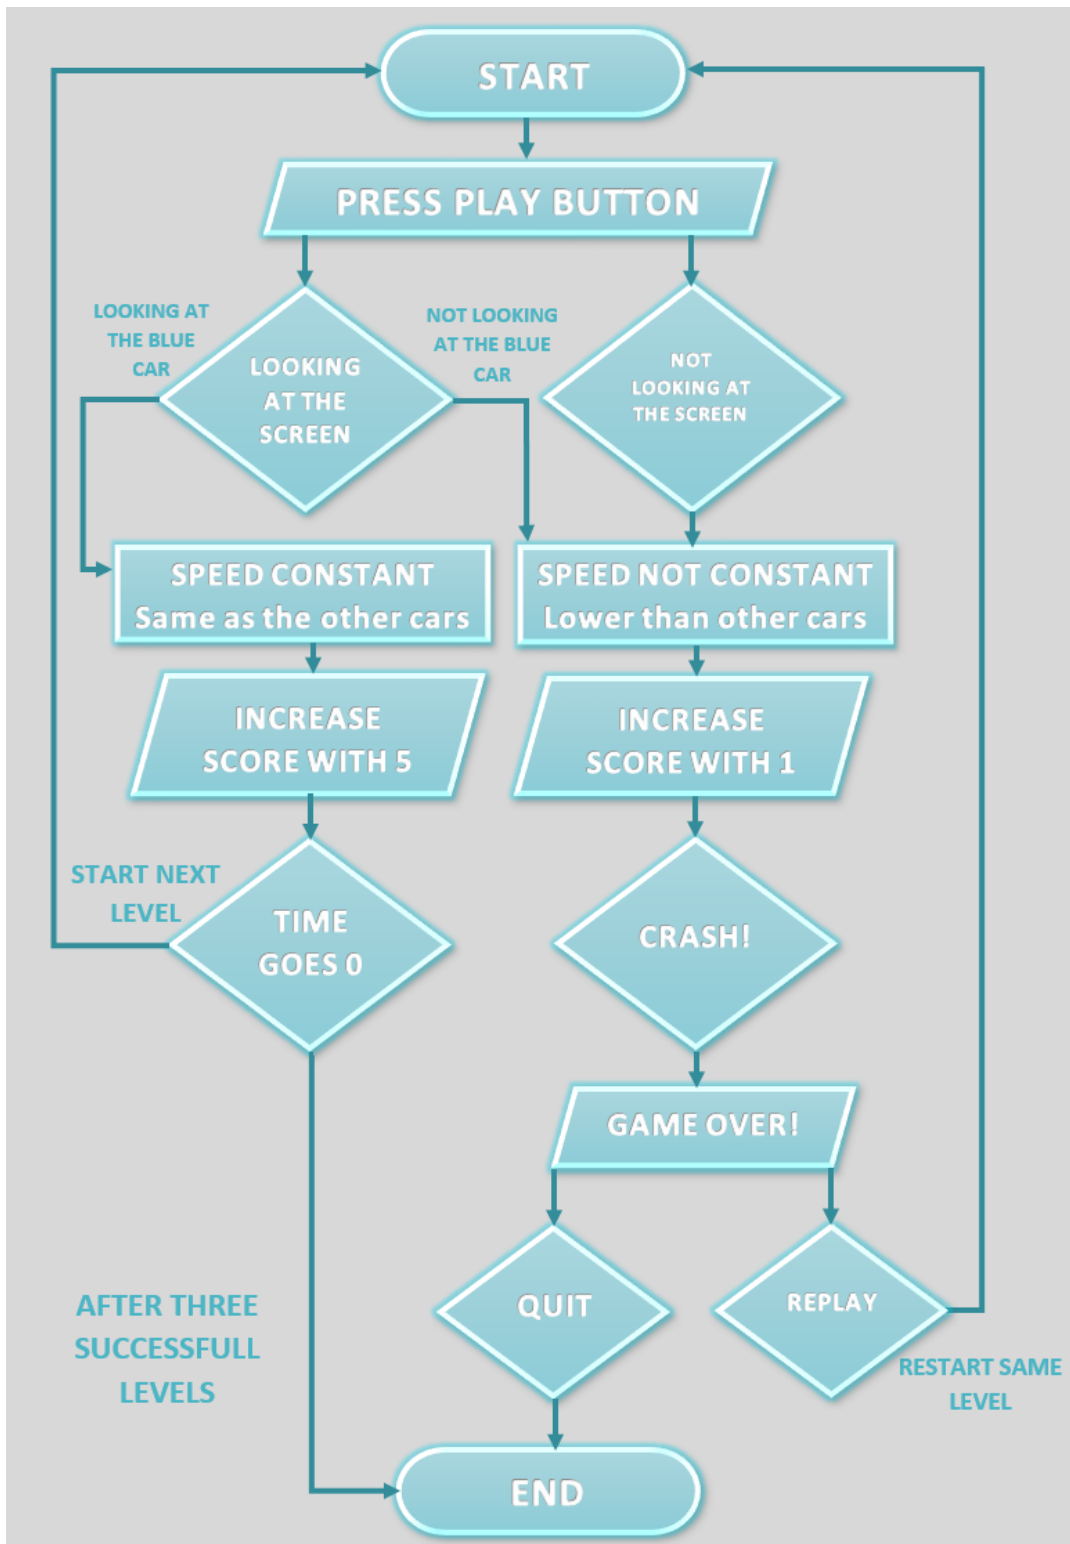 START
PRESS PLAY BUTTON
LOOKING AT
THE BLUE
CAR
LOOKING
AT THE
SCREEN
NOT LOOKING
AT THE BLUE
CAR
NOT
LOOKING AT
THE SCREEN
SPEED CONSTANT
Same as the other cars
SPEED NOT CONSTANT
Lower than other cars
INCREASE
SCORE WITH 5
INCREASE
SCORE WITH 1
START NEXT
LEVEL
TIME
GOES 0
CRASH!
GAME OVER!
AFTER THREE
SUCCESSFULL
LEVELS
QUIT
REPLAY
RESTART SAME
LEVEL
END